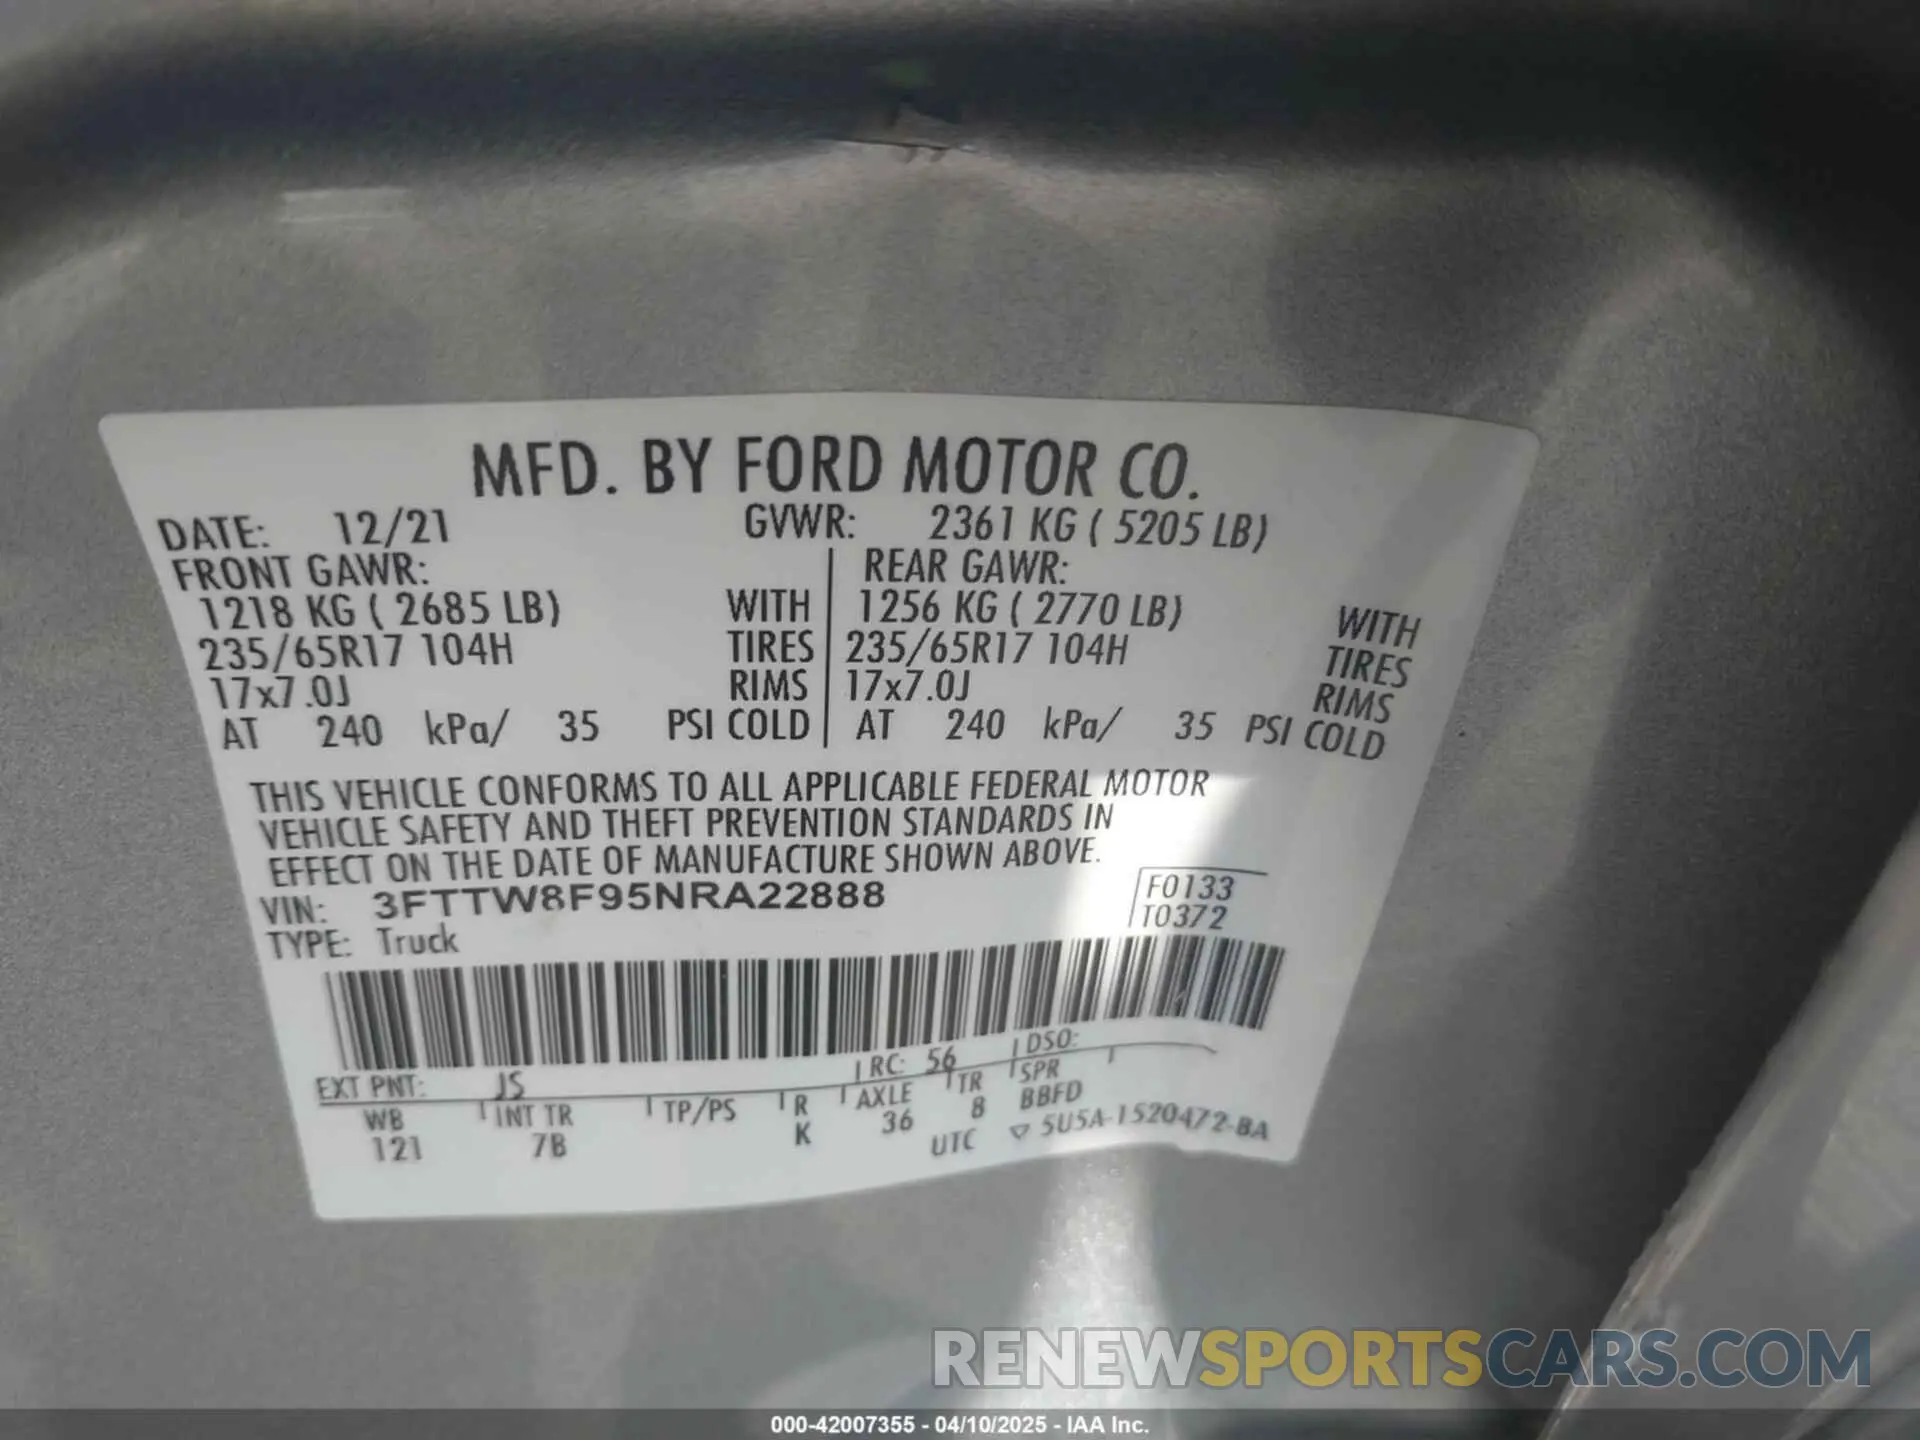 MFD. BY FORD MOTOR CO.
DATE: 12/21 GVWR: 2361 KG ( 5205 LB)
FRONT GAWR: REAR GAWR:
1218 KG ( 2685 LB) WITH 1256 KG ( 2770 LB) WITH
235/65R17 104H TIRES 235/65R17 104H TIRES
17x7.0J RIMS 17x7.0J RIMS
AT 240 kPa/ 35 PSI COLD AT 240 kPa/ 35 PSI COLD
THIS VEHICLE CONFORMS TO ALL APPLICABLE FEDERAL MOTOR
VEHICLE SAFETY AND THEFT PREVENTION STANDARDS IN
EFFECT ON THE DATE OF MANUFACTURE SHOWN ABOVE.
VIN: 3FTTW8F95NRA22888 F0133
TYPE: Truck T0372
EXT PNT: JS RC: 56 DSO:
WB INT TR TP/PS R AXLE TR SPR
121 7B K 36 8 BBFD
UTC ▽ 5U5A-1520472-BA
RENEWSPORTSCARS.COM
000-42007355 - 04/10/2025 - IAA Inc.